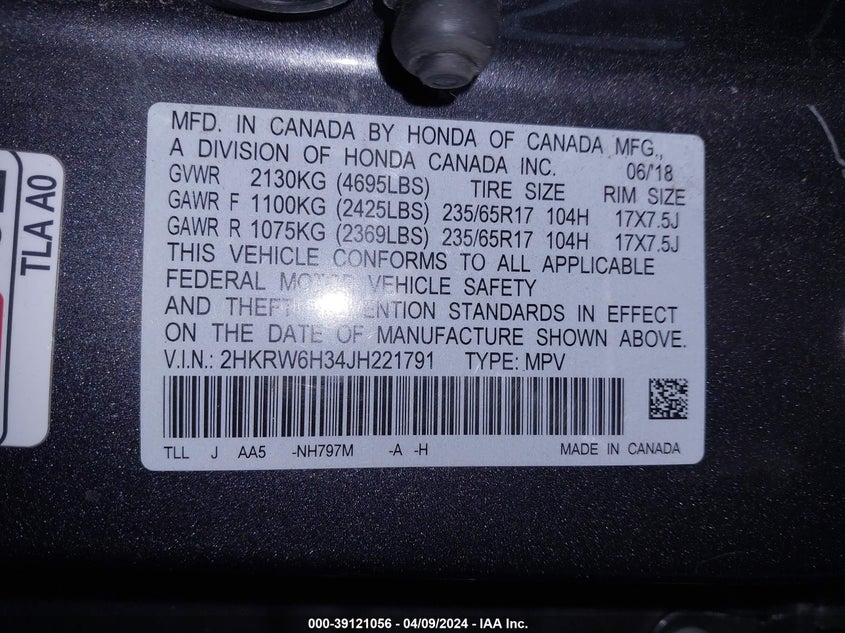 MFD. IN CANADA BY HONDA OF CANADA MFG.,
A DIVISION OF HONDA CANADA INC. 06/18
GVWR 2130KG (4695LBS) TIRE SIZE RIM SIZE
GAWR F 1100KG (2425LBS) 235/65R17 104H 17X7.5J
GAWR R 1075KG (2369LBS) 235/65R17 104H 17X7.5J
THIS VEHICLE CONFORMS TO ALL APPLICABLE
FEDERAL MOTOR VEHICLE SAFETY
AND THEFT PREVENTION STANDARDS IN EFFECT
ON THE DATE OF MANUFACTURE SHOWN ABOVE.
V.I.N.: 2HKRW6H34JH221791 TYPE: MPV
TLL J AA5 -NH797M -A -H MADE IN CANADA
TLA A0
000-39121056 - 04/09/2024 - IAA Inc.